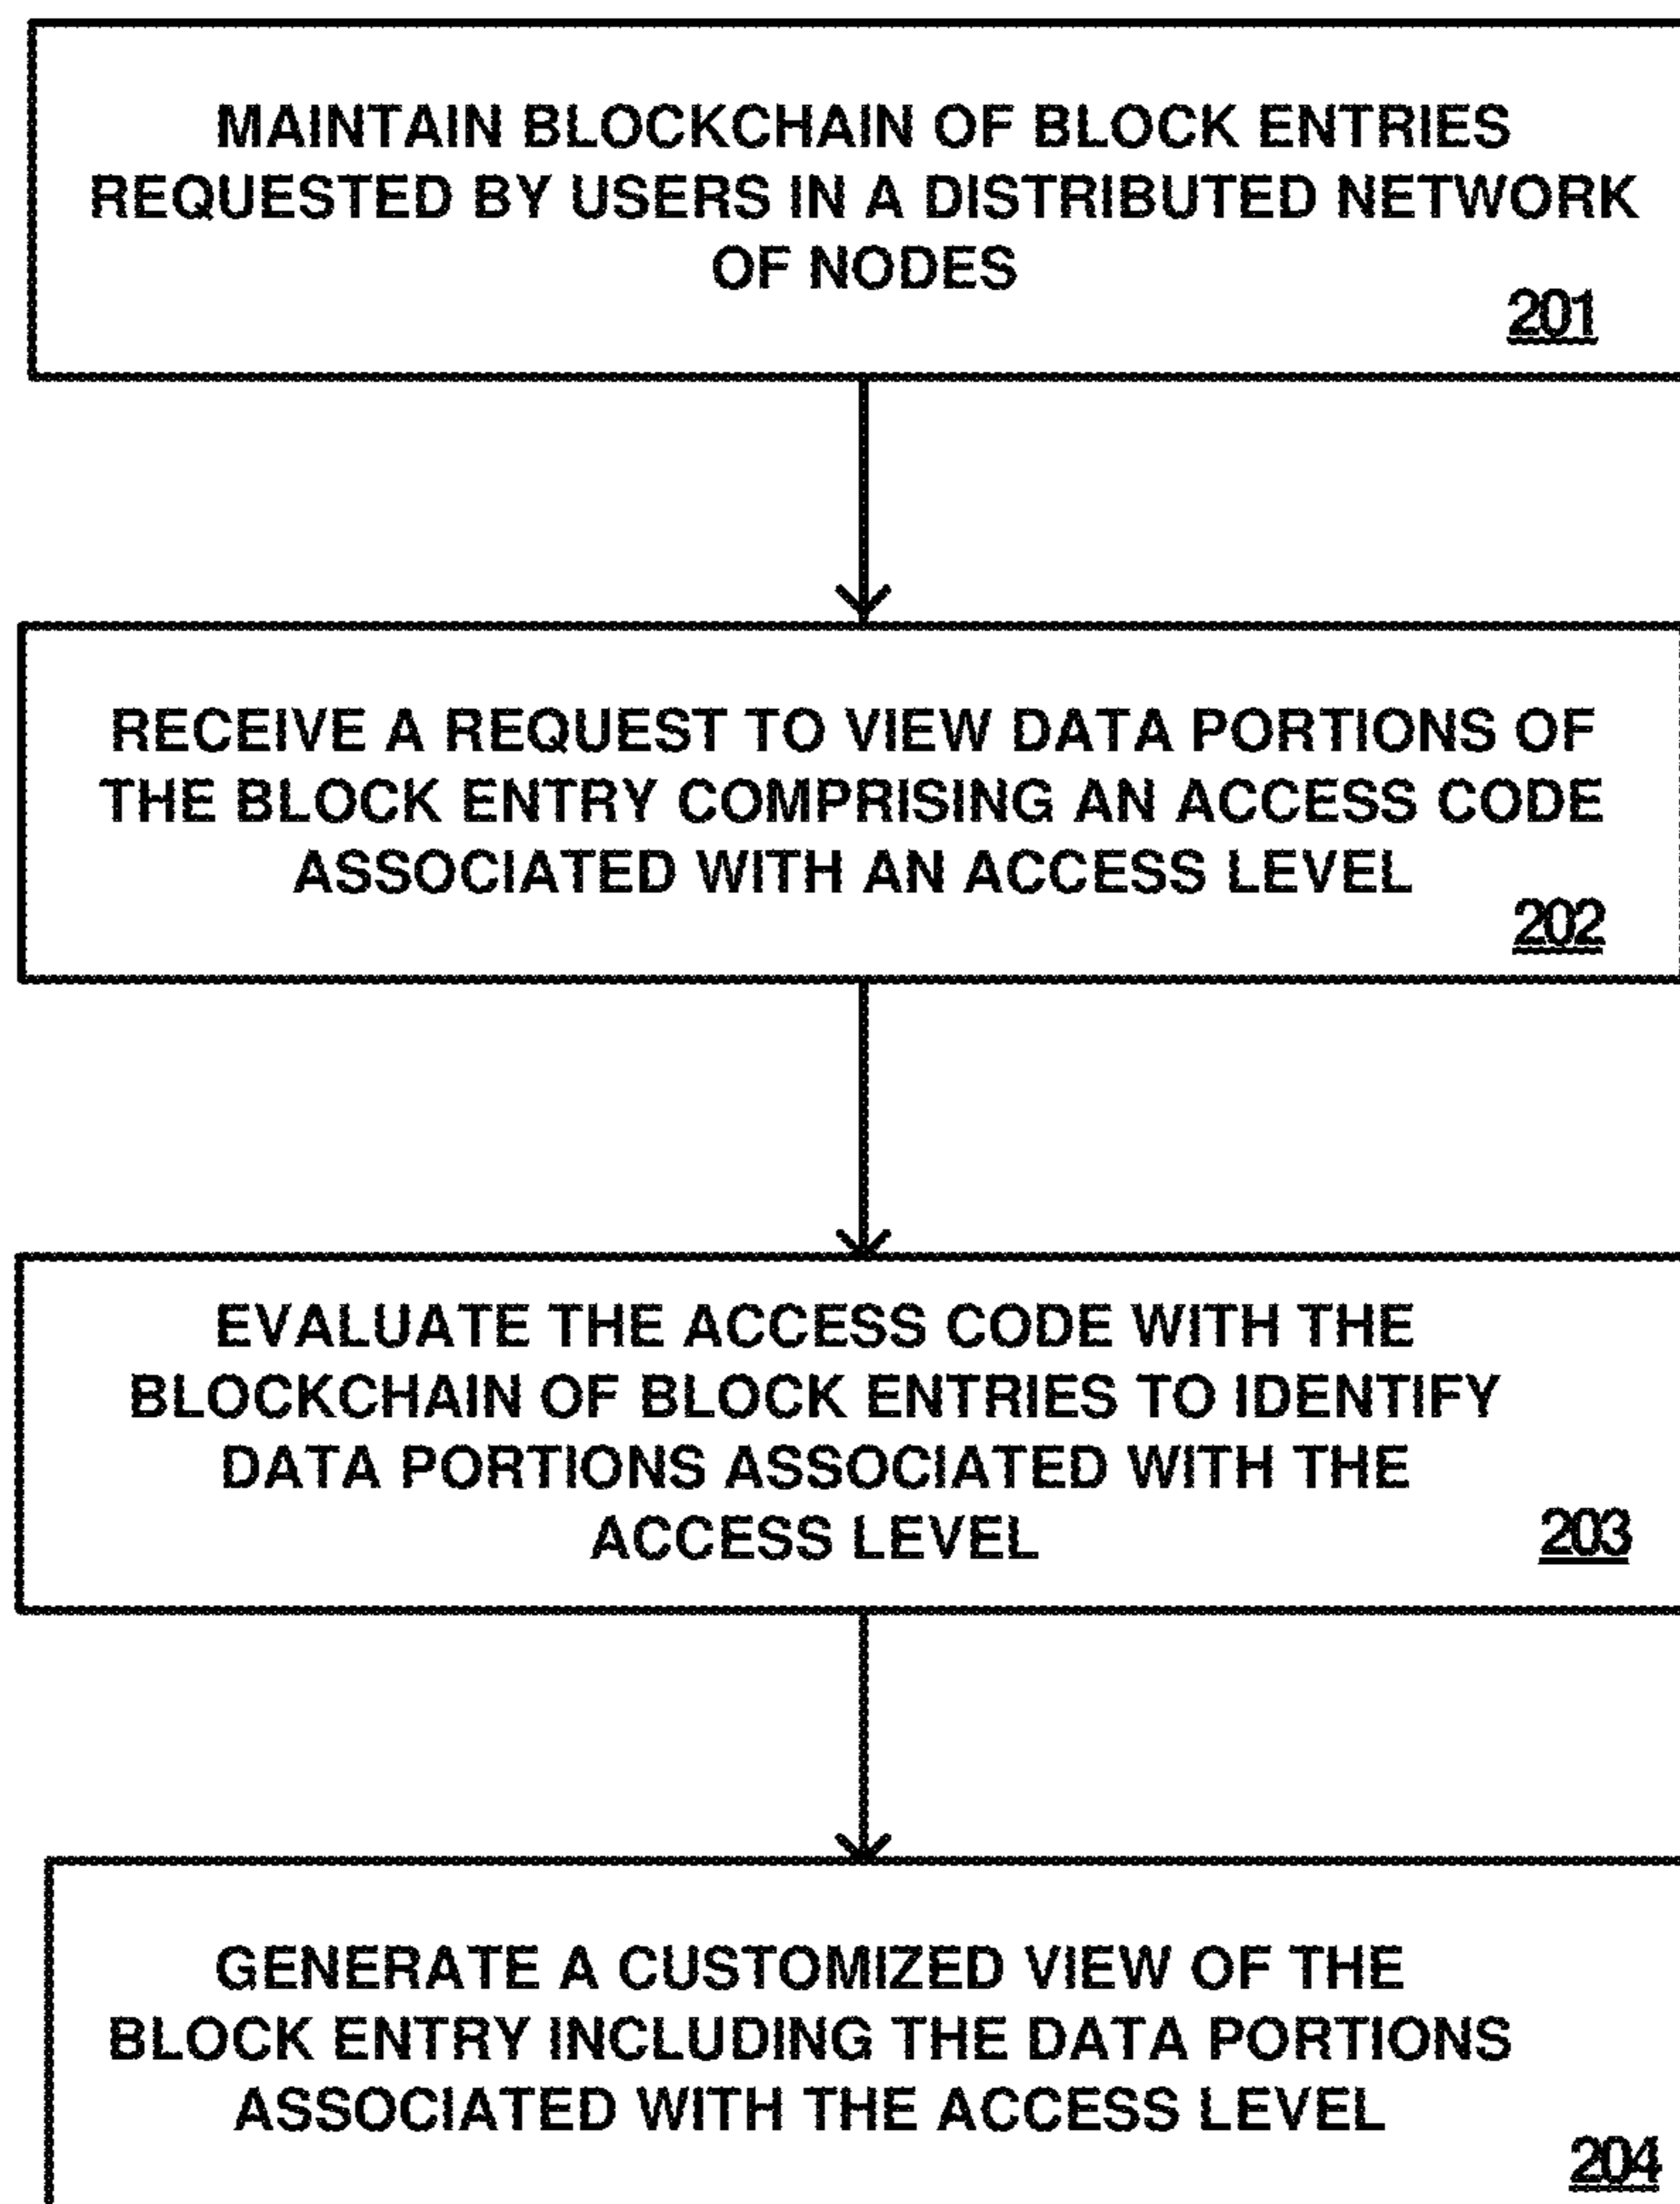 MAINTAIN BLOCKCHAIN OF BLOCK ENTRIES
REQUESTED BY USERS IN A DISTRIBUTED NETWORK
OF NODES
201
RECEIVE A REQUEST TO VIEW DATA PORTIONS OF
THE BLOCK ENTRY COMPRISING AN ACCESS CODE
ASSOCIATED WITH AN ACCESS LEVEL
202
EVALUATE THE ACCESS CODE WITH THE
BLOCKCHAIN OF BLOCK ENTRIES TO IDENTIFY
DATA PORTIONS ASSOCIATED WITH THE
ACCESS LEVEL
203
GENERATE A CUSTOMIZED VIEW OF THE
BLOCK ENTRY INCLUDING THE DATA PORTIONS
ASSOCIATED WITH THE ACCESS LEVEL
204